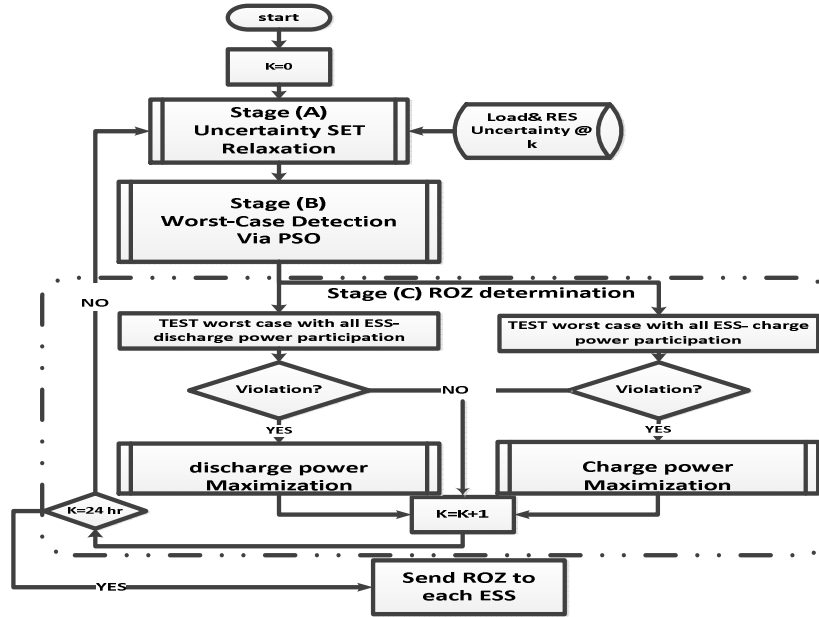 start
K=0
Stage (A)
Uncertainty SET
Relaxation
Load& RES
Uncertainty @
k
Stage (B)
Worst-Case Detection
Via PSO
NO
Stage (C) ROZ determination
TEST worst case with all ESS-
discharge power participation
TEST worst case with all ESS- charge
power participation
Violation?
NO
Violation?
YES
YES
discharge power
Maximization
Charge power
Maximization
K=24 hr
K=K+1
YES
Send ROZ to
each ESS